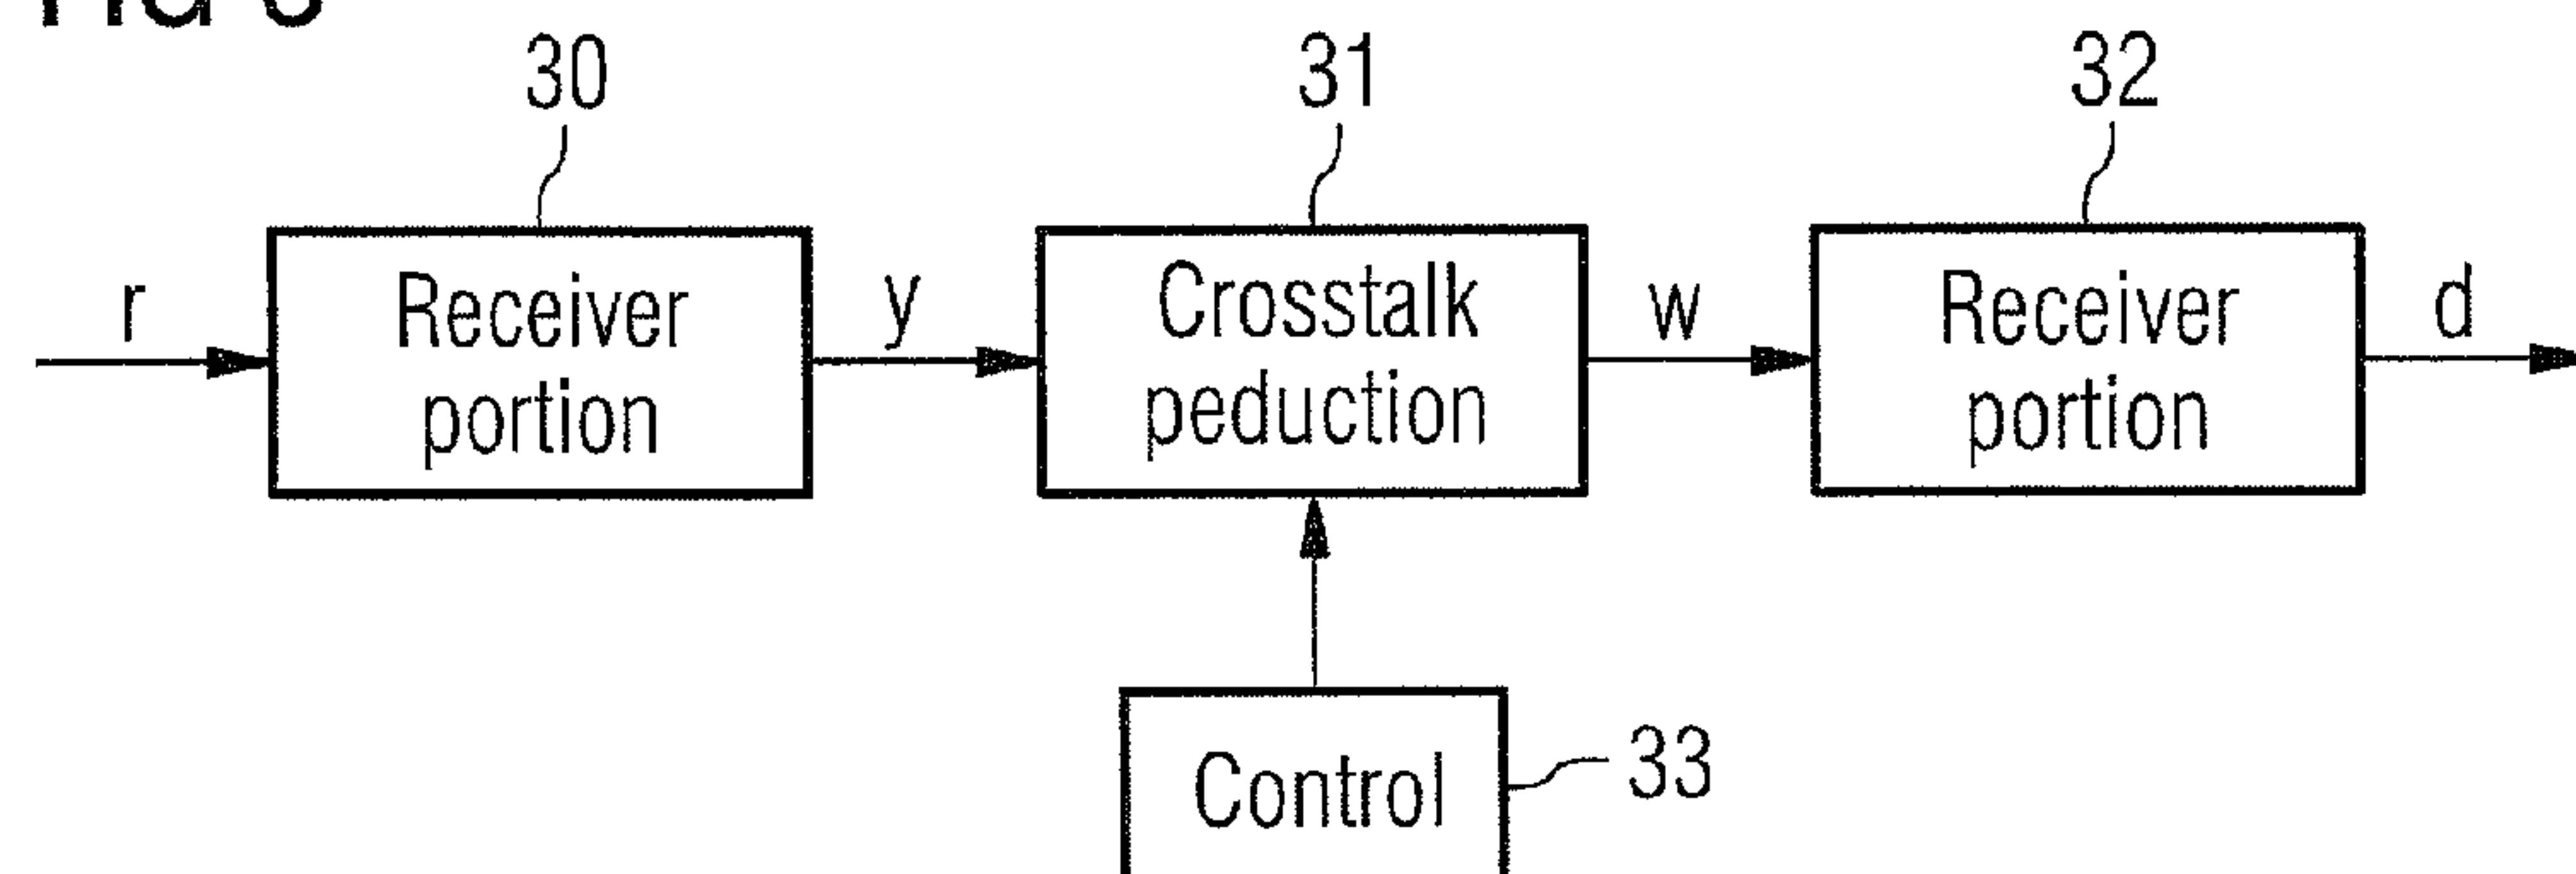 30
31
32
r
Receiver
portion
y
Crosstalk
peduction
w
Receiver
portion
d
Control
33